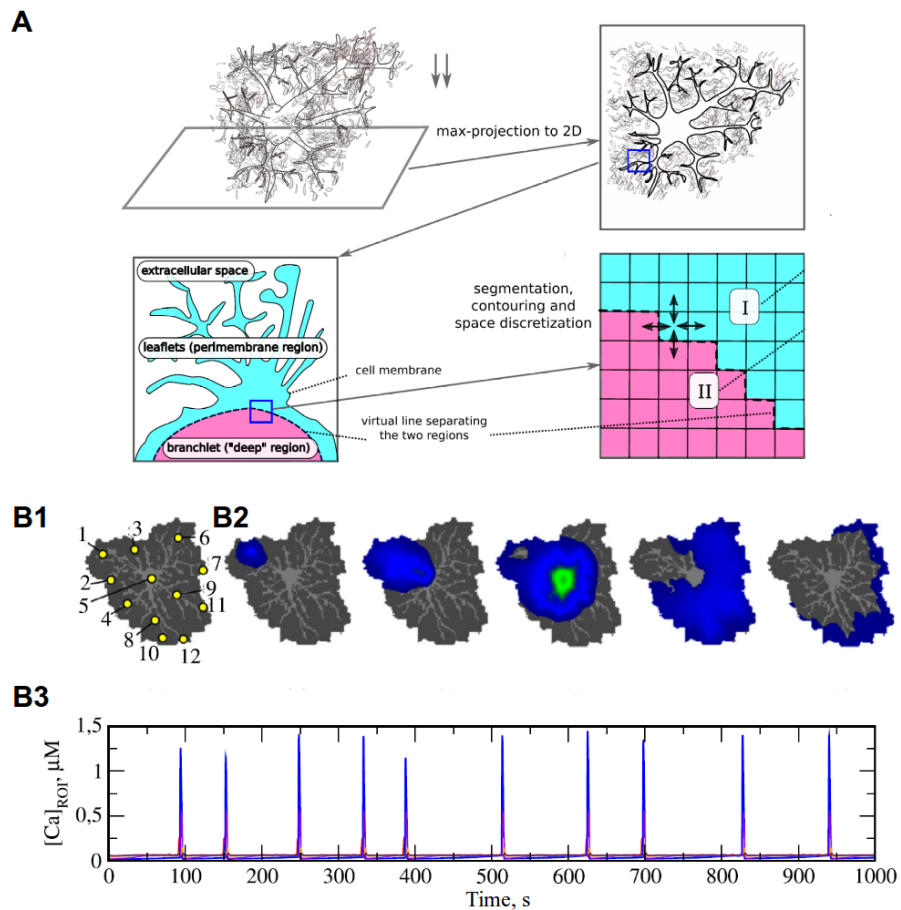 A
max-projection to 2D
extracellular space
leaflets (perimembrane region)
cell membrane
virtual line separating
the two regions
branchlet ("deep" region)
segmentation,
contouring and
space discretization
I
II
B1
B2
1
3
6
2
7
5
9
4
11
8
10
12
B3
1,5
1
0,5
0
[Ca]ROI, μM
0 100 200 300 400 500 600 700 800 900 1000
Time, s